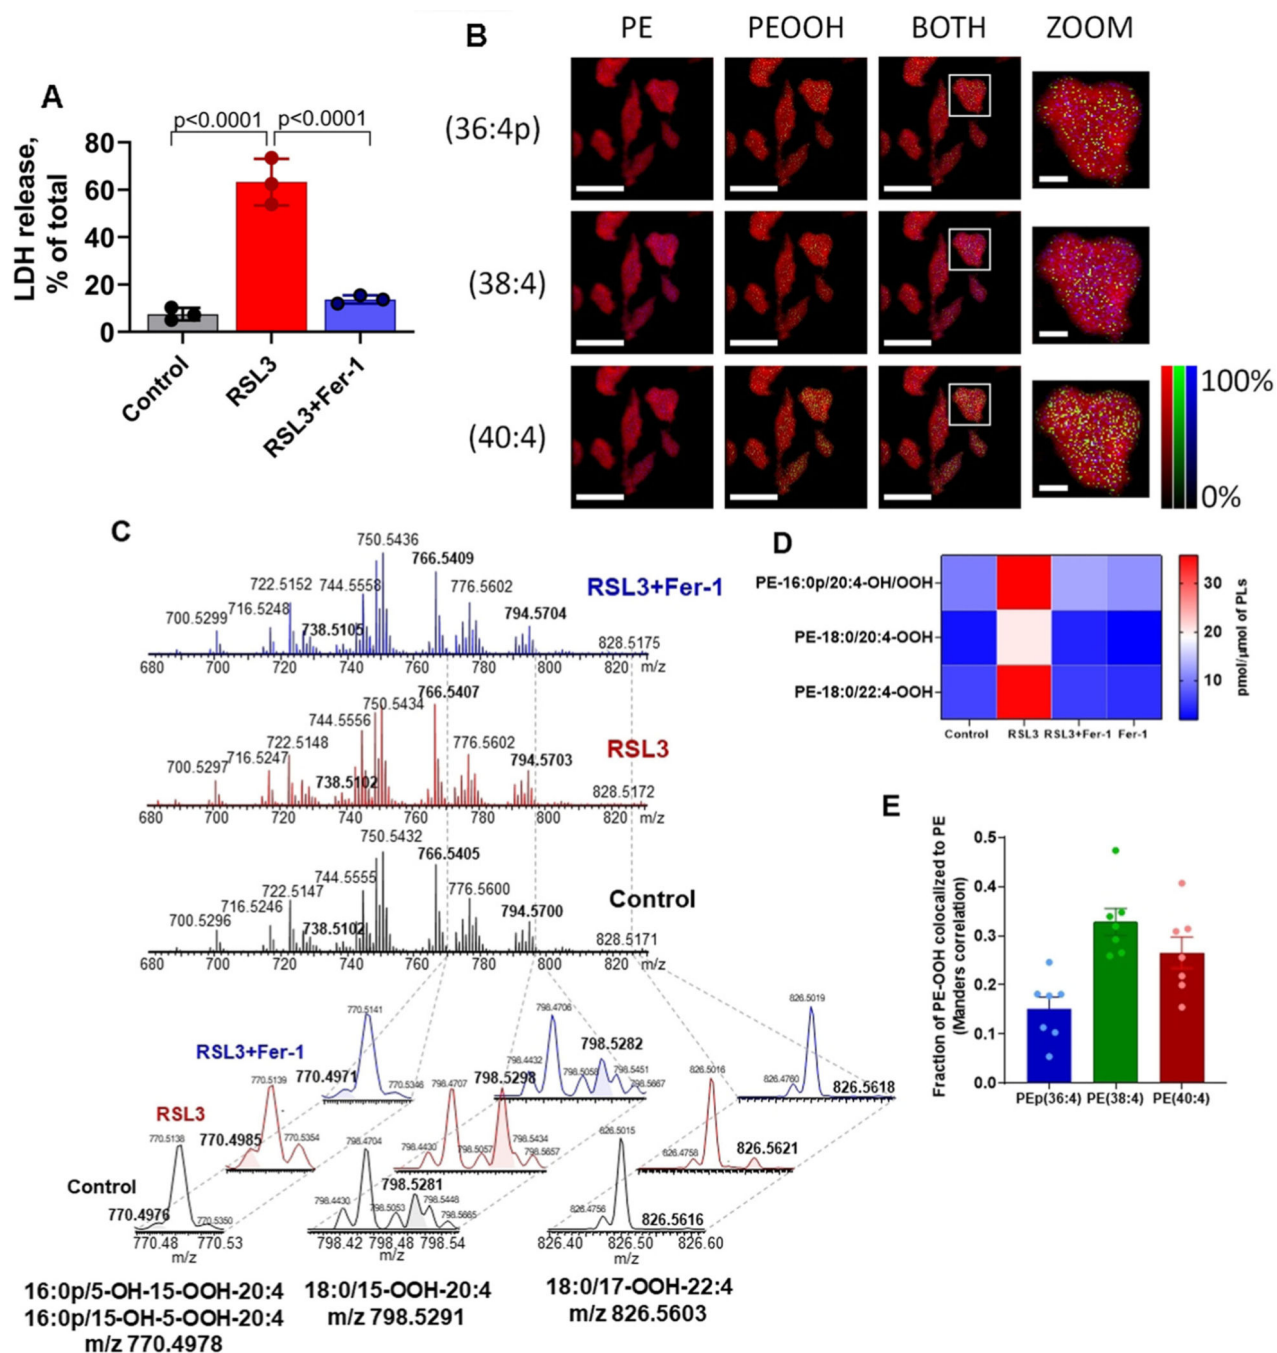 A
p<0.0001 p<0.0001
LDH release,
% of total
80
60
40
20
0
Control
RSL3
RSL3+Fer-1
B
PE PEOOH BOTH ZOOM
(36:4p)
(38:4)
(40:4)
100%
0%
C
RSL3+Fer-1
700.5299 716.5248 722.5152 738.5105 744.5558 750.5436 766.5409 776.5602 794.5704 828.5175
680 700 720 740 760 780 800 820 m/z
RSL3
700.5297 716.5247 722.5148 738.5102 744.5556 750.5434 766.5407 776.5602 794.5703 828.5172
680 700 720 740 760 780 800 820 m/z
Control
700.5296 716.5246 722.5147 738.5102 744.5555 750.5432 766.5405 776.5600 794.5700 828.5171
680 700 720 740 760 780 800 820 m/z
RSL3+Fer-1
770.4971 770.5141 770.5346
798.4432 798.4706 798.5058 798.5282 798.5451 798.5667
826.4760 826.5019 826.5618
RSL3
770.4985 770.5139 770.5354
798.4430 798.4707 798.5057 798.5298 798.5434 798.5657
826.4758 826.5016 826.5621
Control
770.4976 770.5138 770.5350
798.4430 798.4704 798.5053 798.5281 798.5448 798.5665
826.4756 826.5015 826.5616
770.48 770.53
m/z
798.42 798.48 798.54
m/z
826.40 826.50 826.60
m/z
16:0p/5-OH-15-OOH-20:4
16:0p/15-OH-5-OOH-20:4
m/z 770.4978
18:0/15-OOH-20:4
m/z 798.5291
18:0/17-OOH-22:4
m/z 826.5603
D
PE-16:0p/20:4-OH/OOH
PE-18:0/20:4-OOH
PE-18:0/22:4-OOH
Control RSL3 RSL3+Fer-1 Fer-1
30
20
10
pmol/μmol of PLs
E
Fraction of PE-OOH colocalized to PE
(Manders correlation)
0.5
0.4
0.3
0.2
0.1
0.0
PEp(36:4) PE(38:4) PE(40:4)